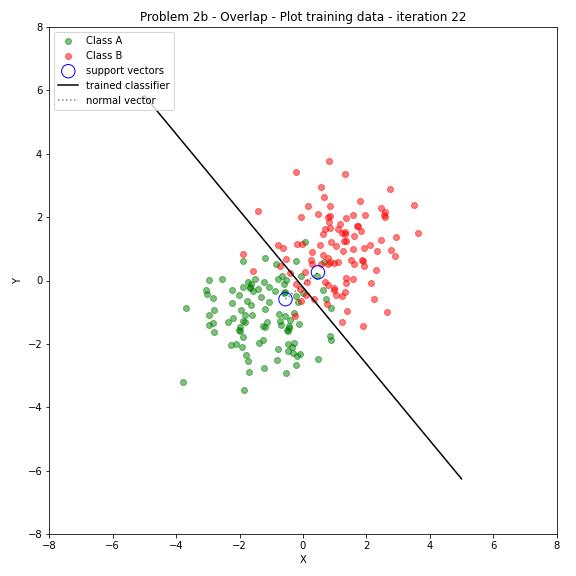 Problem 2b - Overlap - Plot training data - iteration 22
Class A
Class B
support vectors
trained classifier
normal vector
8
6
4
2
0
−2
−4
−6
−8
Y
−8 −6 −4 −2 0 2 4 6 8
X